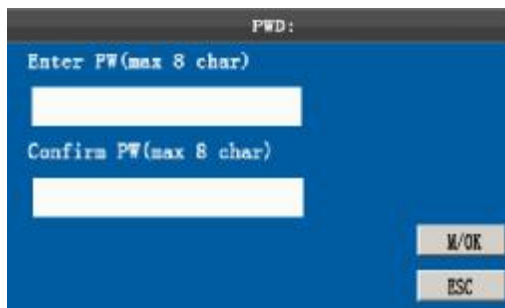 PWD:
Enter PW(max 8 char)
Confirm PW(max 8 char)
M/OK
ESC